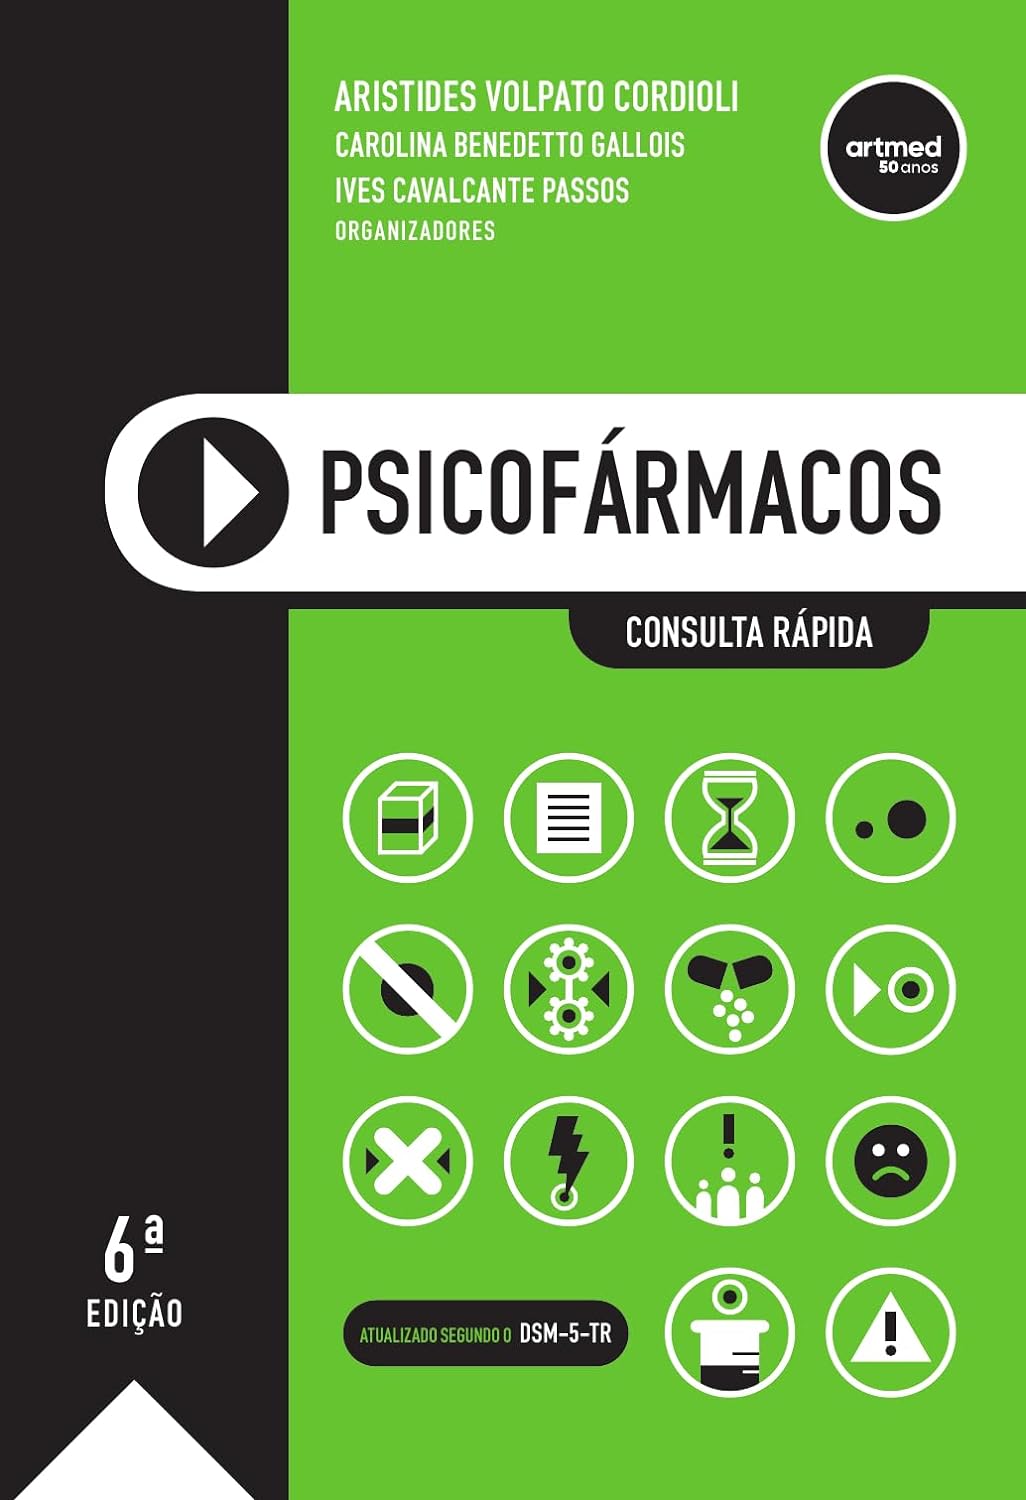 ARISTIDES VOLPATO CORDIOLI
CAROLINA BENEDETTO GALLOIS
IVES CAVALCANTE PASSOS
ORGANIZADORES
artmed
50 anos
PSICOFÁRMACOS
CONSULTA RÁPIDA
6ª
EDIÇÃO
ATUALIZADO SEGUNDO O DSM-5-TR